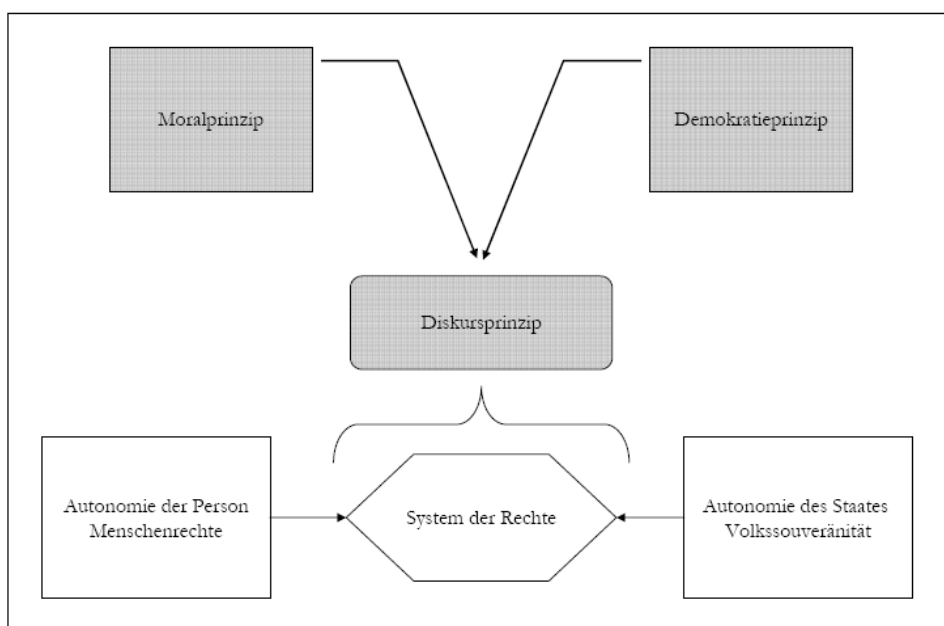 Moralprinzip
Demokratieprinzip
Diskursprinzip
Autonomie der Person
Menschenrechte
System der Rechte
Autonomie des Staates
Volkssouveränität